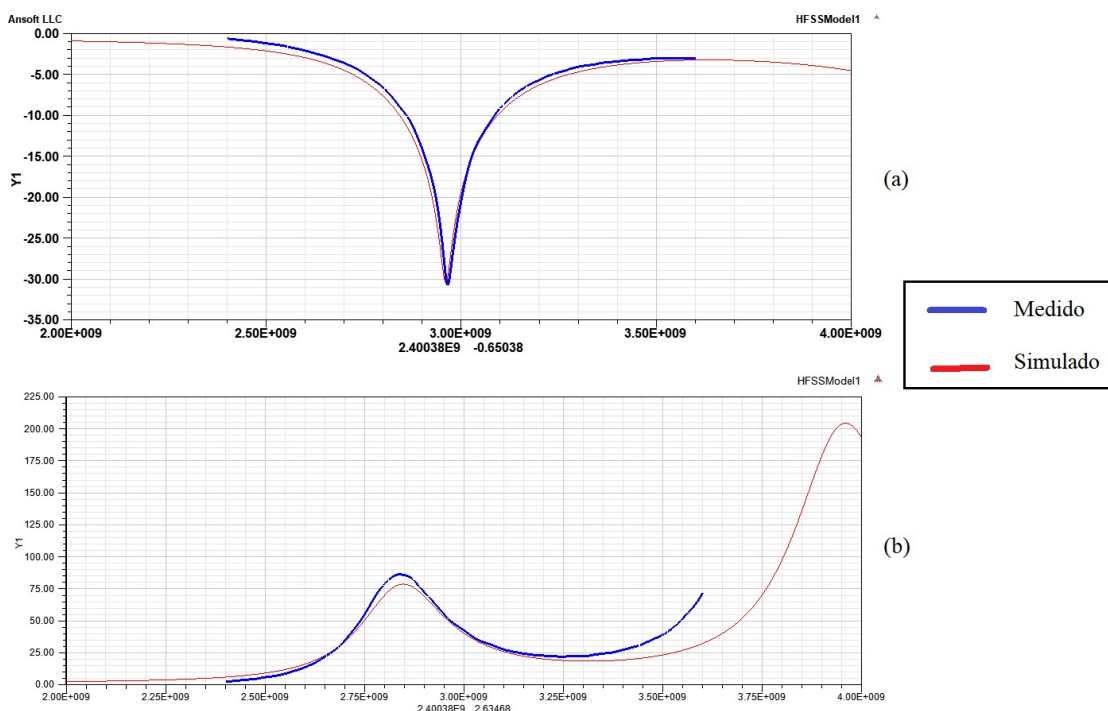 Ansoft LLC HFSSModel1
0.00
-5.00
-10.00
-15.00
-20.00
-25.00
-30.00
-35.00
Y1
2.00E+009 2.50E+009 3.00E+009 3.50E+009 4.00E+009
2.40038E9 -0.65038
(a)
Medido
Simulado
HFSSModel1
225.00
200.00
175.00
150.00
125.00
100.00
75.00
50.00
25.00
0.00
Y1
2.00E+009 2.25E+009 2.50E+009 2.75E+009 3.00E+009 3.25E+009 3.50E+009 3.75E+009 4.00E+009
2.40038E9 2.63468
(b)